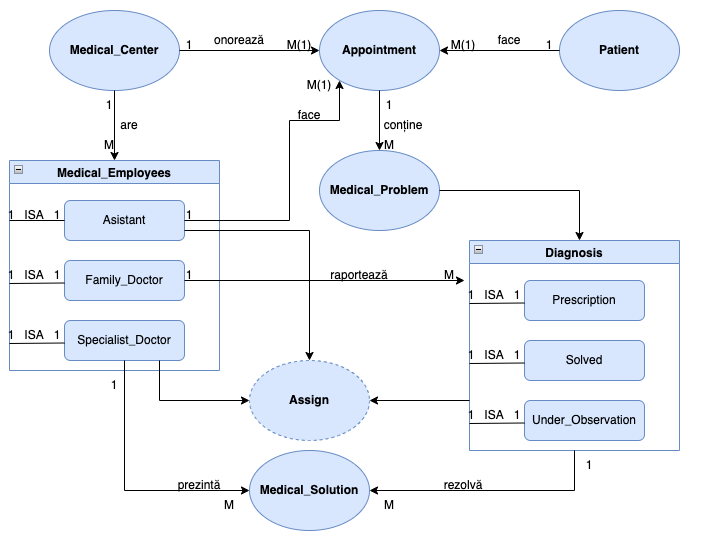 Medical_Center
1
onorează
M(1)
Appointment
M(1)
face
1
Patient
1
are
M
M(1)
face
1
conține
M
Medical_Employees
Medical_Problem
1 ISA 1
Asistant
1
1 ISA 1
Family_Doctor
1
raportează
M
1 ISA 1
Specialist_Doctor
Diagnosis
1 ISA 1
Prescription
1 ISA 1
Solved
1 ISA 1
Under_Observation
1
Assign
1
prezintă
M
Medical_Solution
M
rezolvă